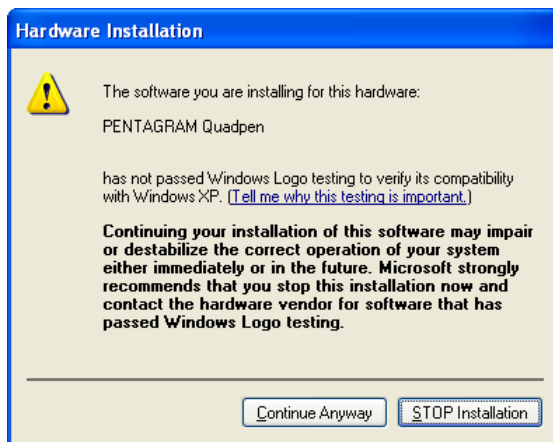 Hardware Installation
The software you are installing for this hardware:
PENTAGRAM Quadpen
has not passed Windows Logo testing to verify its compatibility
with Windows XP. (Tell me why this testing is important.)
Continuing your installation of this software may impair
or destabilize the correct operation of your system
either immediately or in the future. Microsoft strongly
recommends that you stop this installation now and
contact the hardware vendor for software that has
passed Windows Logo testing.
Continue Anyway
STOP Installation